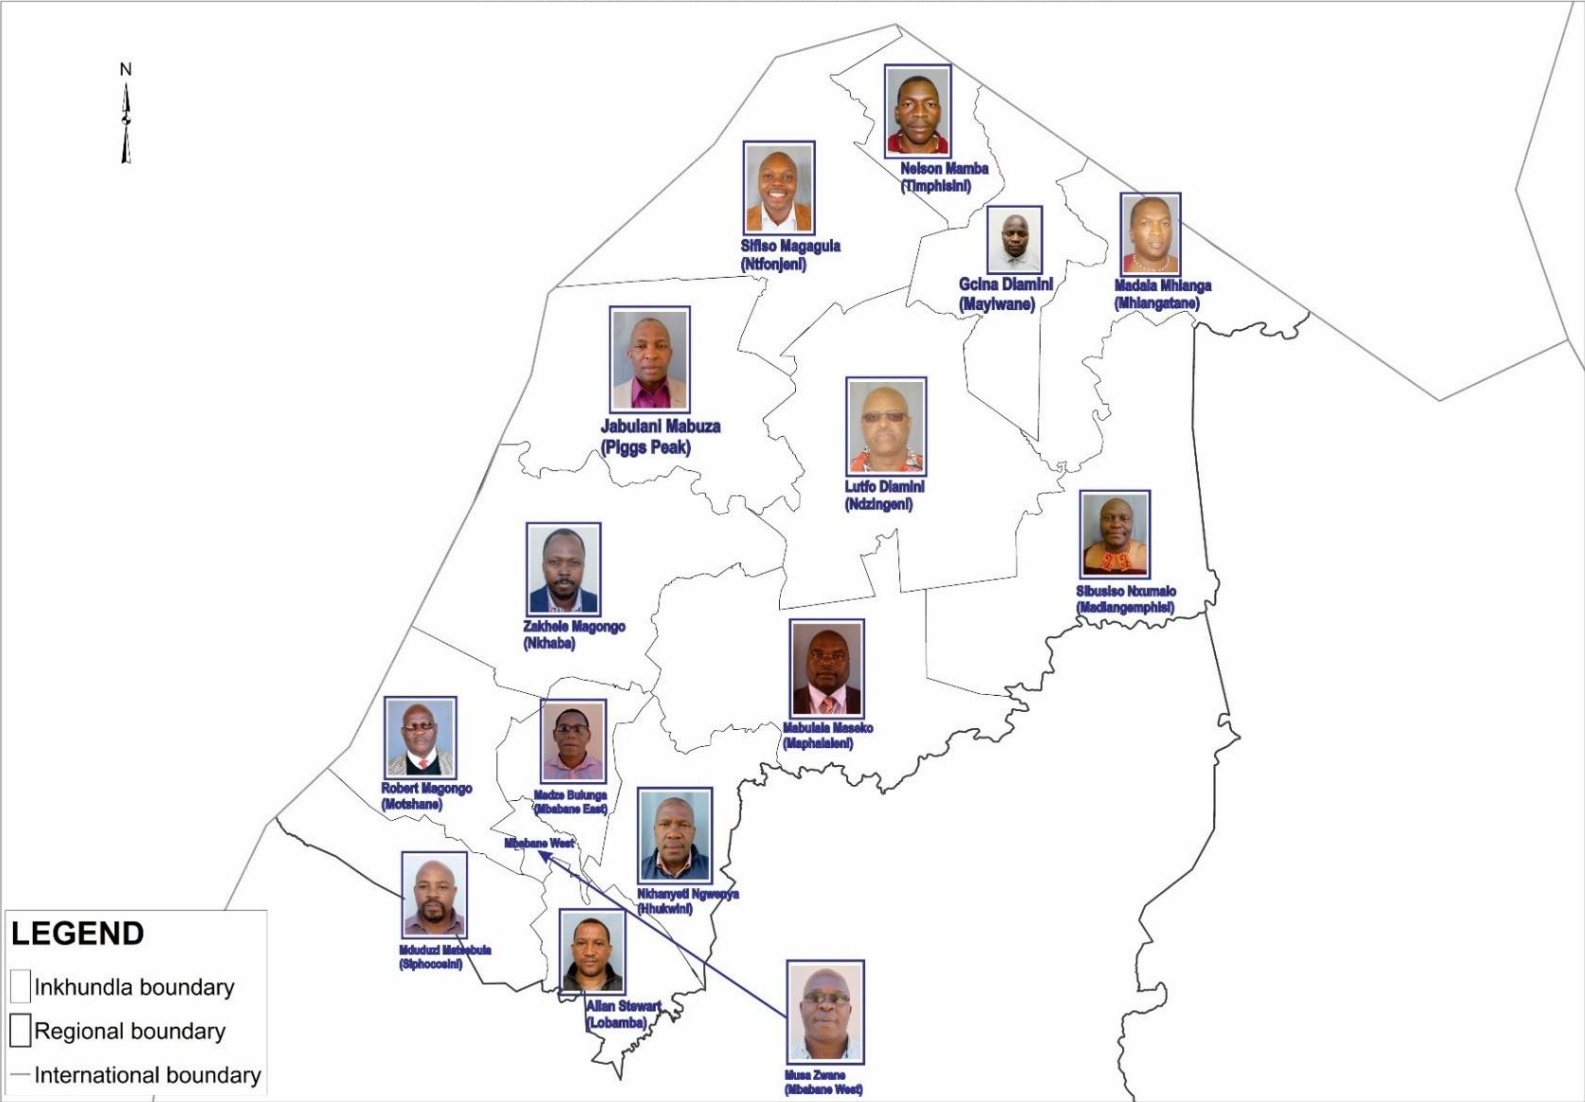 N
Nelson Mamba
(Timphisini)
Sifiso Magagula
(Ntfonjeni)
Gcina Dlamini
(Mayiwane)
Madala Mhlanga
(Mhlangatane)
Jabulani Mabuza
(Piggs Peak)
Lutfo Dlamini
(Ndzingeni)
Sibusiso Nxumalo
(Madlangemphisi)
Zakhele Magongo
(Nkhaba)
Mabulala Maseko
(Maphalaleni)
Robert Magongo
(Motshane)
Madze Bulunga
(Mbabane East)
Mbabane West
Nkhanyeti Ngwenya
(Hhukwini)
Mduduzi Matsebula
(Siphocosini)
Allan Stewart
(Lobamba)
Musa Zwane
(Mbabane West)
LEGEND
Inkhundla boundary
Regional boundary
International boundary